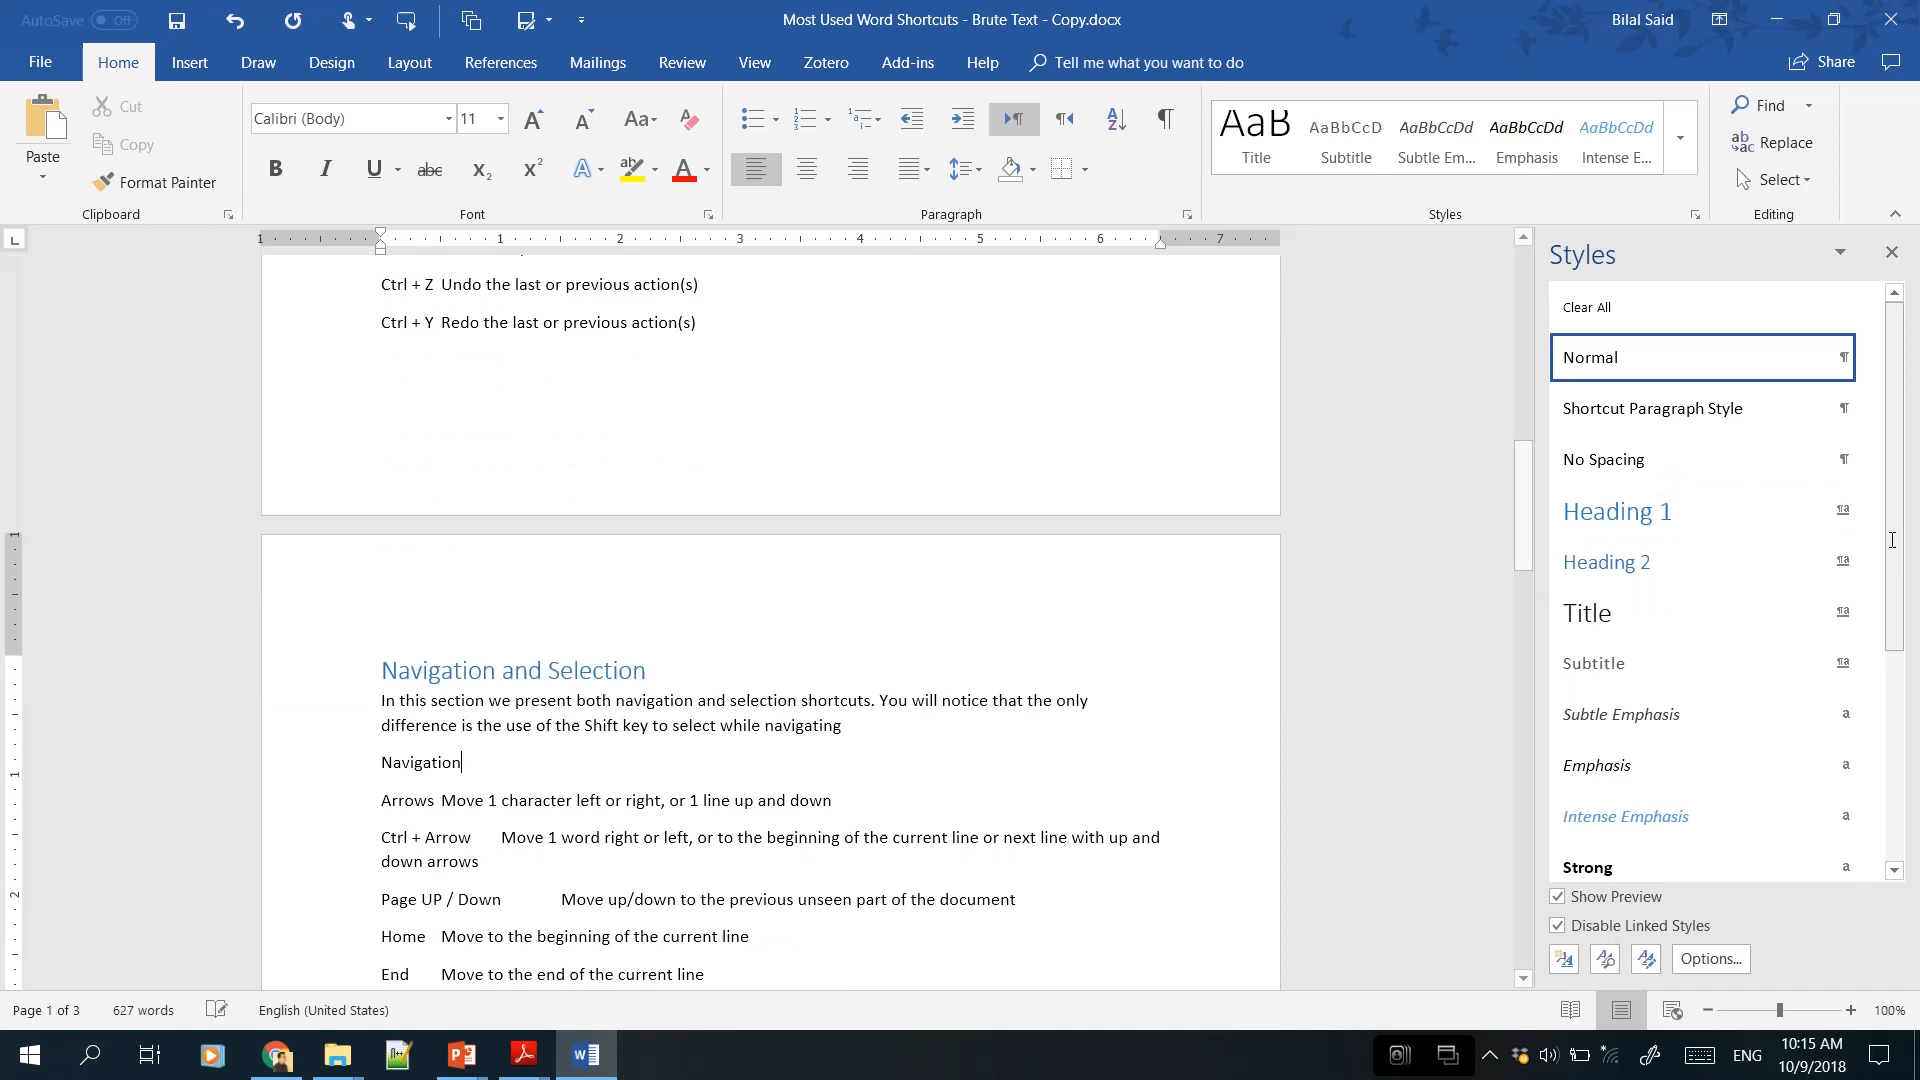 AutoSave Off
Most Used Word Shortcuts - Brute Text - Copy.docx
Bilal Said
File Home Insert Draw Design Layout References Mailings Review View Zotero Add-ins Help Tell me what you want to do
Share
Paste
Cut
Copy
Format Painter
Clipboard
Calibri (Body) 11
Font
Paragraph
AaB AaBbCcD AaBbCcDd AaBbCcDd AaBbCcDd
Title Subtitle Subtle Em... Emphasis Intense E...
Styles
Find
Replace
Select
Editing
1 1 2 3 4 5 6 7
Ctrl + Z Undo the last or previous action(s)
Ctrl + Y Redo the last or previous action(s)
Navigation and Selection
In this section we present both navigation and selection shortcuts. You will notice that the only
difference is the use of the Shift key to select while navigating
Navigation
Arrows Move 1 character left or right, or 1 line up and down
Ctrl + Arrow Move 1 word right or left, or to the beginning of the current line or next line with up and
down arrows
Page UP / Down Move up/down to the previous unseen part of the document
Home Move to the beginning of the current line
End Move to the end of the current line
Styles
Clear All
Normal
Shortcut Paragraph Style
No Spacing
Heading 1
Heading 2
Title
Subtitle
Subtle Emphasis
Emphasis
Intense Emphasis
Strong
Show Preview
Disable Linked Styles
Options...
Page 1 of 3 627 words English (United States)
100%
ENG
10:15 AM
10/9/2018